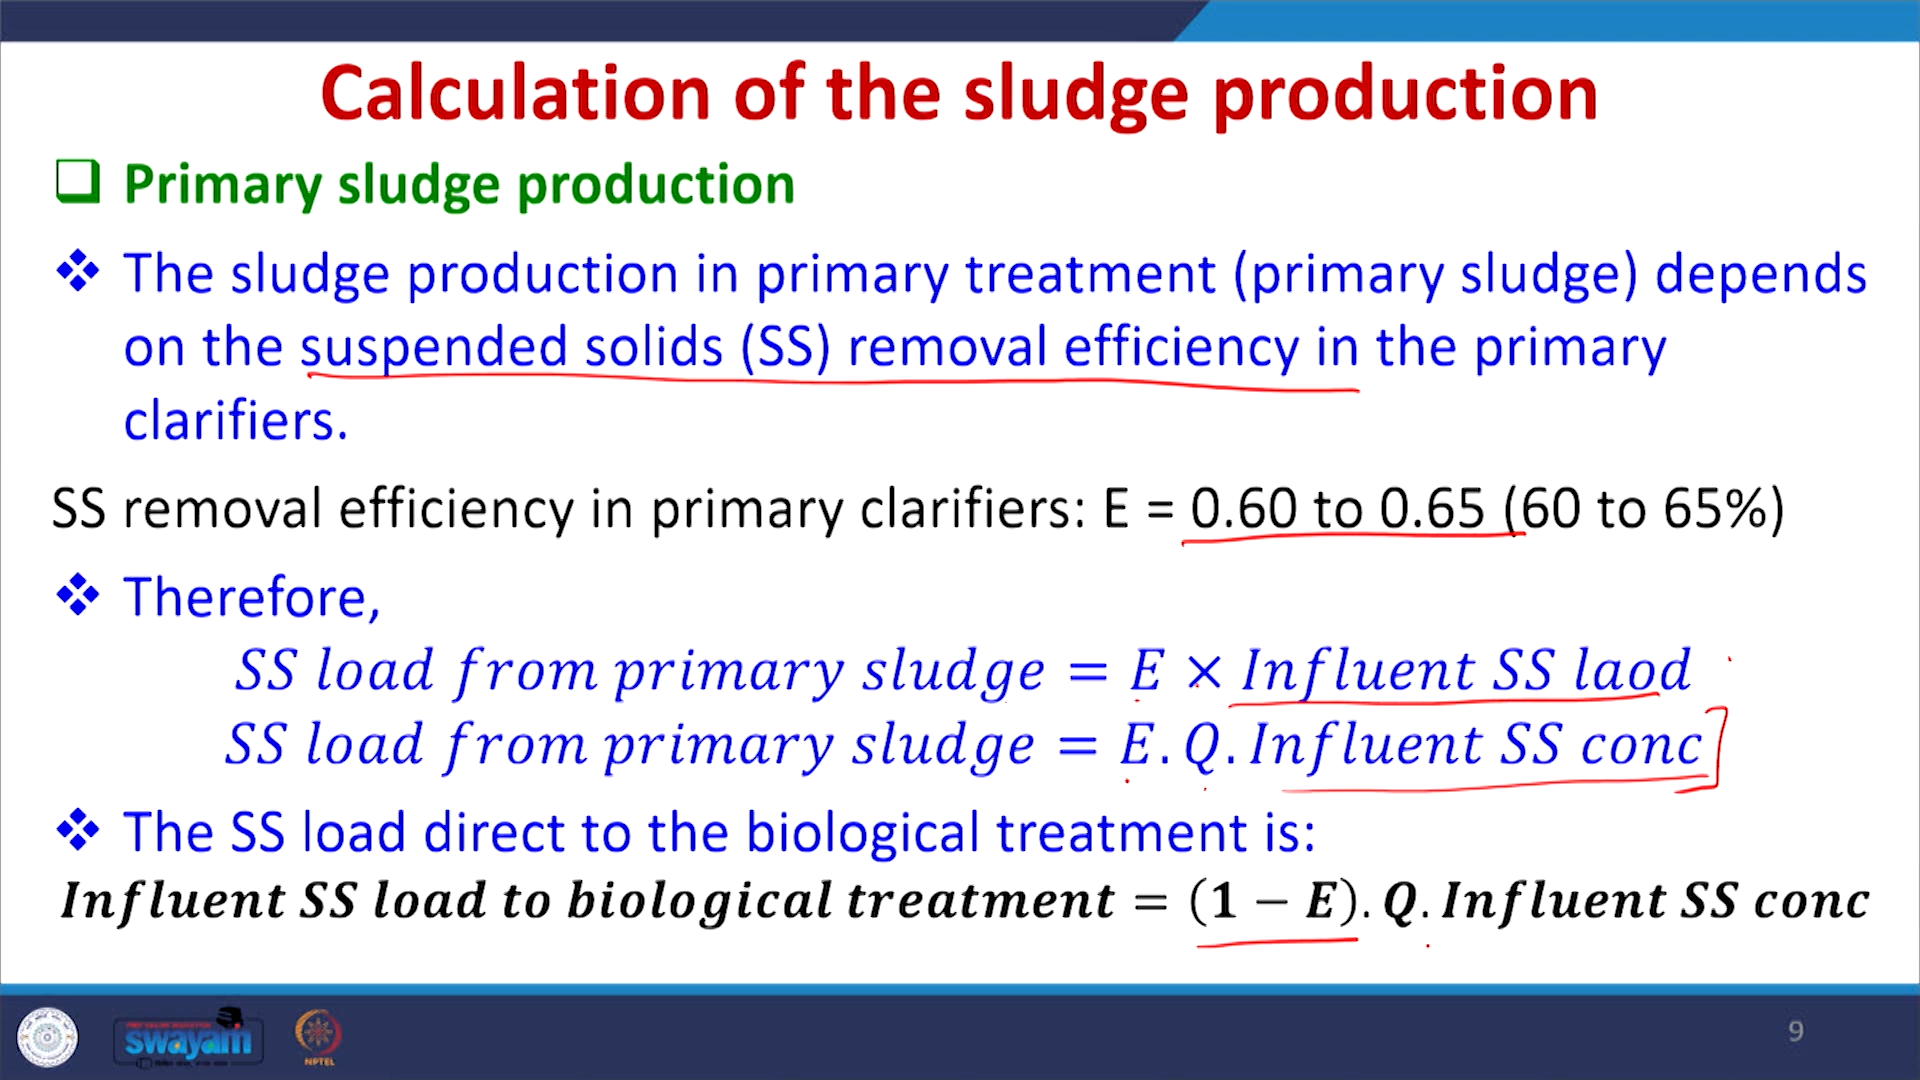 Calculation of the sludge production
Primary sludge production
The sludge production in primary treatment (primary sludge) depends
on the suspended solids (SS) removal efficiency in the primary
clarifiers.
SS removal efficiency in primary clarifiers: E = 0.60 to 0.65 (60 to 65%)
Therefore,
SS load from primary sludge = E × Influent SS laod
SS load from primary sludge = E. Q. Influent SS conc
The SS load direct to the biological treatment is:
Influent SS load to biological treatment = (1 − E). Q. Influent SS conc
swayam
NPTEL
9